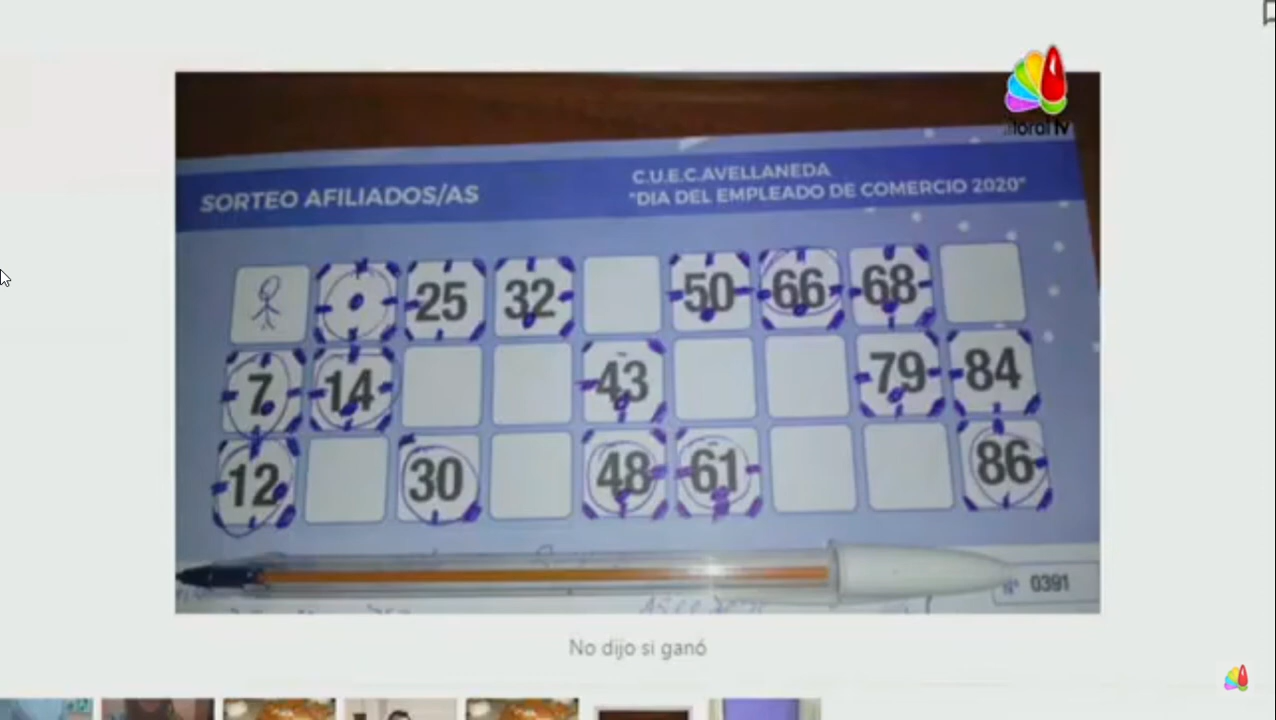 litoral tv
SORTEO AFILIADOS/AS
C.U.E.C.AVELLANEDA
"DIA DEL EMPLEADO DE COMERCIO 2020"
25 32 50 66 68
7 14 43 79 84
12 30 48 61 86
N° 0391
No dijo si ganó